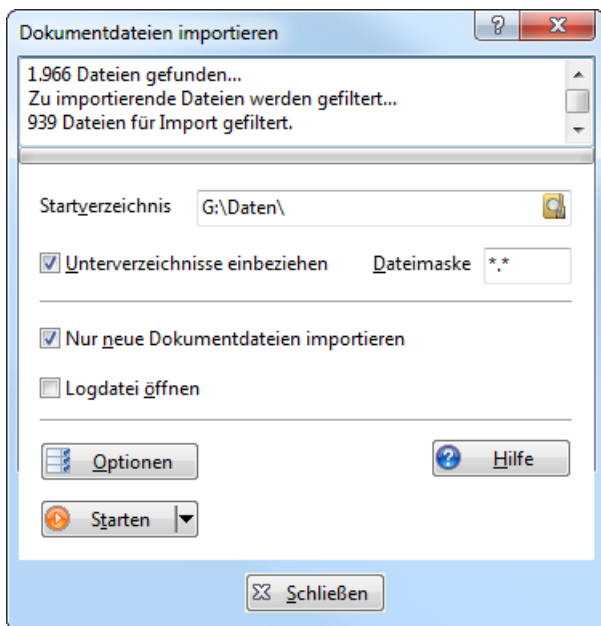 Dokumentdateien importieren
1.966 Dateien gefunden...
Zu importierende Dateien werden gefiltert...
939 Dateien für Import gefiltert.
Startverzeichnis G:\Daten\
Unterverzeichnisse einbeziehen Dateimaske *.*
Nur neue Dokumentdateien importieren
Logdatei öffnen
Optionen Hilfe
Starten
Schließen